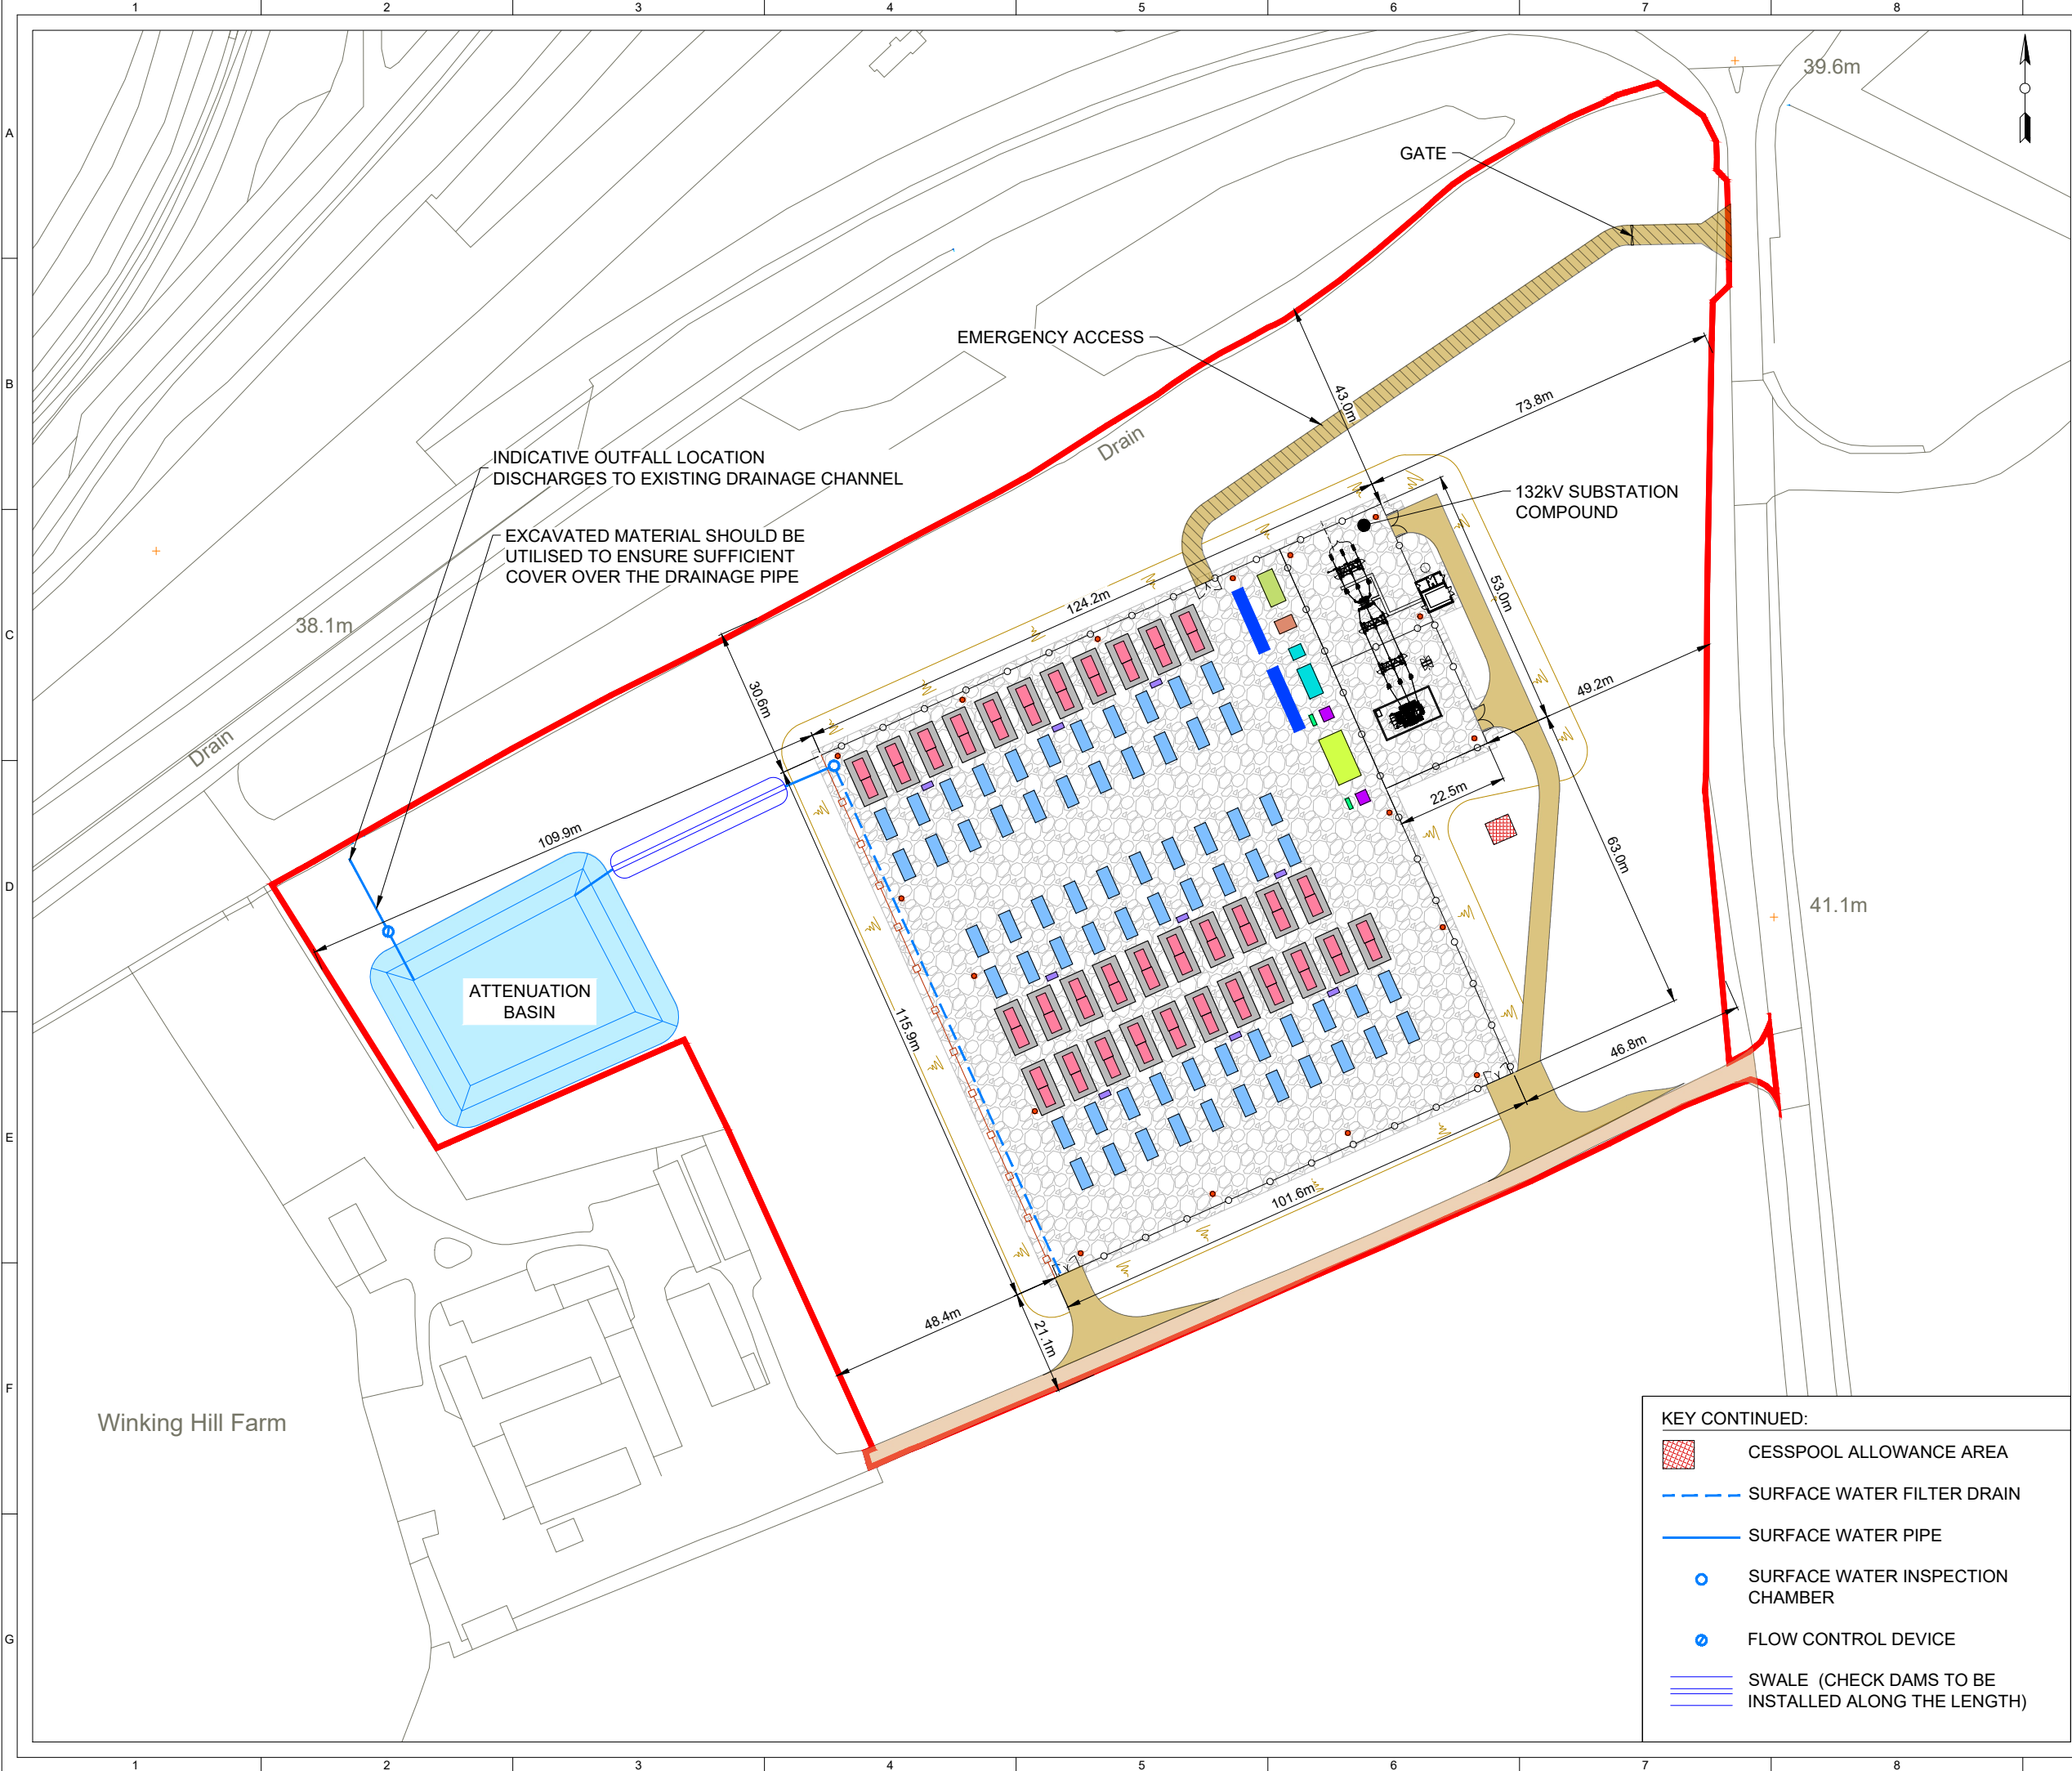 1 2 3 4 5 6 7 8
A
B
C
D
E
F
G
39.6m
GATE
EMERGENCY ACCESS
43.0m
73.8m
Drain
INDICATIVE OUTFALL LOCATION
DISCHARGES TO EXISTING DRAINAGE CHANNEL
132kV SUBSTATION
COMPOUND
EXCAVATED MATERIAL SHOULD BE
UTILISED TO ENSURE SUFFICIENT
COVER OVER THE DRAINAGE PIPE
124.2m
53.0m
38.1m
30.6m
49.2m
Drain
22.5m
109.9m
63.0m
41.1m
ATTENUATION
BASIN
115.9m
46.8m
101.6m
48.4m
21.1m
Winking Hill Farm
KEY CONTINUED:
CESSPOOL ALLOWANCE AREA
SURFACE WATER FILTER DRAIN
SURFACE WATER PIPE
SURFACE WATER INSPECTION
CHAMBER
FLOW CONTROL DEVICE
SWALE (CHECK DAMS TO BE
INSTALLED ALONG THE LENGTH)
1 2 3 4 5 6 7 8